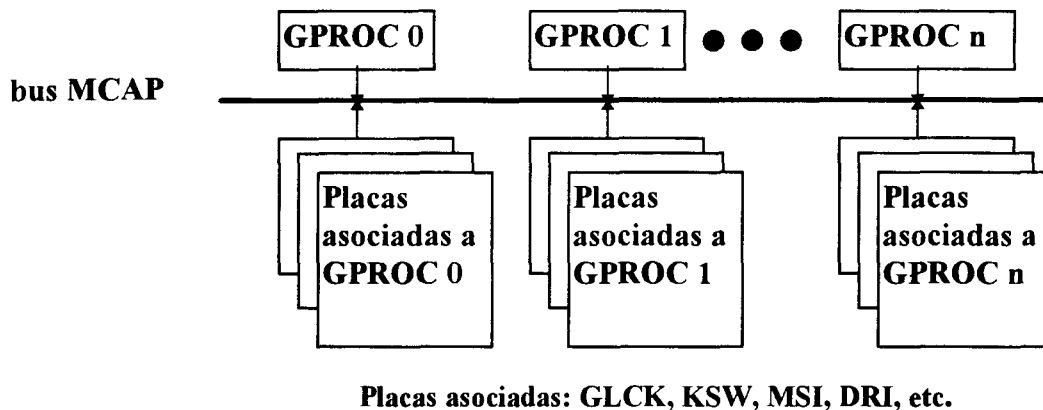 GPROC 0
GPROC 1
GPROC n
bus MCAP
Placas
asociadas a
GPROC 0
Placas
asociadas a
GPROC 1
Placas
asociadas a
GPROC n
Placas asociadas: GLCK, KSW, MSI, DRI, etc.